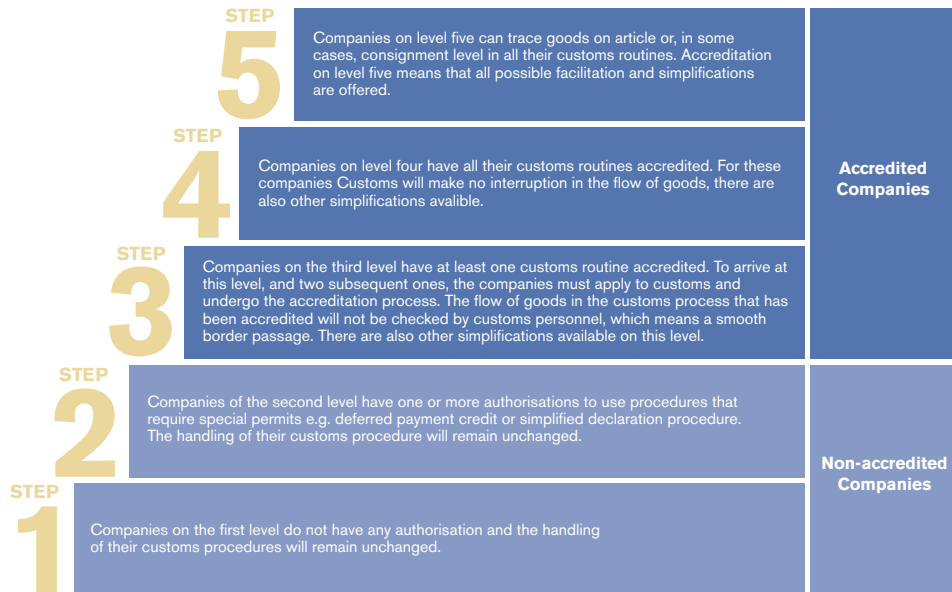 STEP
5
Companies on level five can trace goods on article or, in some
cases, consignment level in all their customs routines. Accreditation
on level five means that all possible facilitation and simplifications
are offered.
STEP
4
Companies on level four have all their customs routines accredited. For these
companies Customs will make no interruption in the flow of goods, there are
also other simplifications avalible.
Accredited
Companies
STEP
3
Companies on the third level have at least one customs routine accredited. To arrive at
this level, and two subsequent ones, the companies must apply to customs and
undergo the accreditation process. The flow of goods in the customs process that has
been accredited will not be checked by customs personnel, which means a smooth
border passage. There are also other simplifications available on this level.
STEP
2
Companies of the second level have one or more authorisations to use procedures that
require special permits e.g. deferred payment credit or simplified declaration procedure.
The handling of their customs procedure will remain unchanged.
Non-accredited
Companies
STEP
1
Companies on the first level do not have any authorisation and the handling
of their customs procedures will remain unchanged.